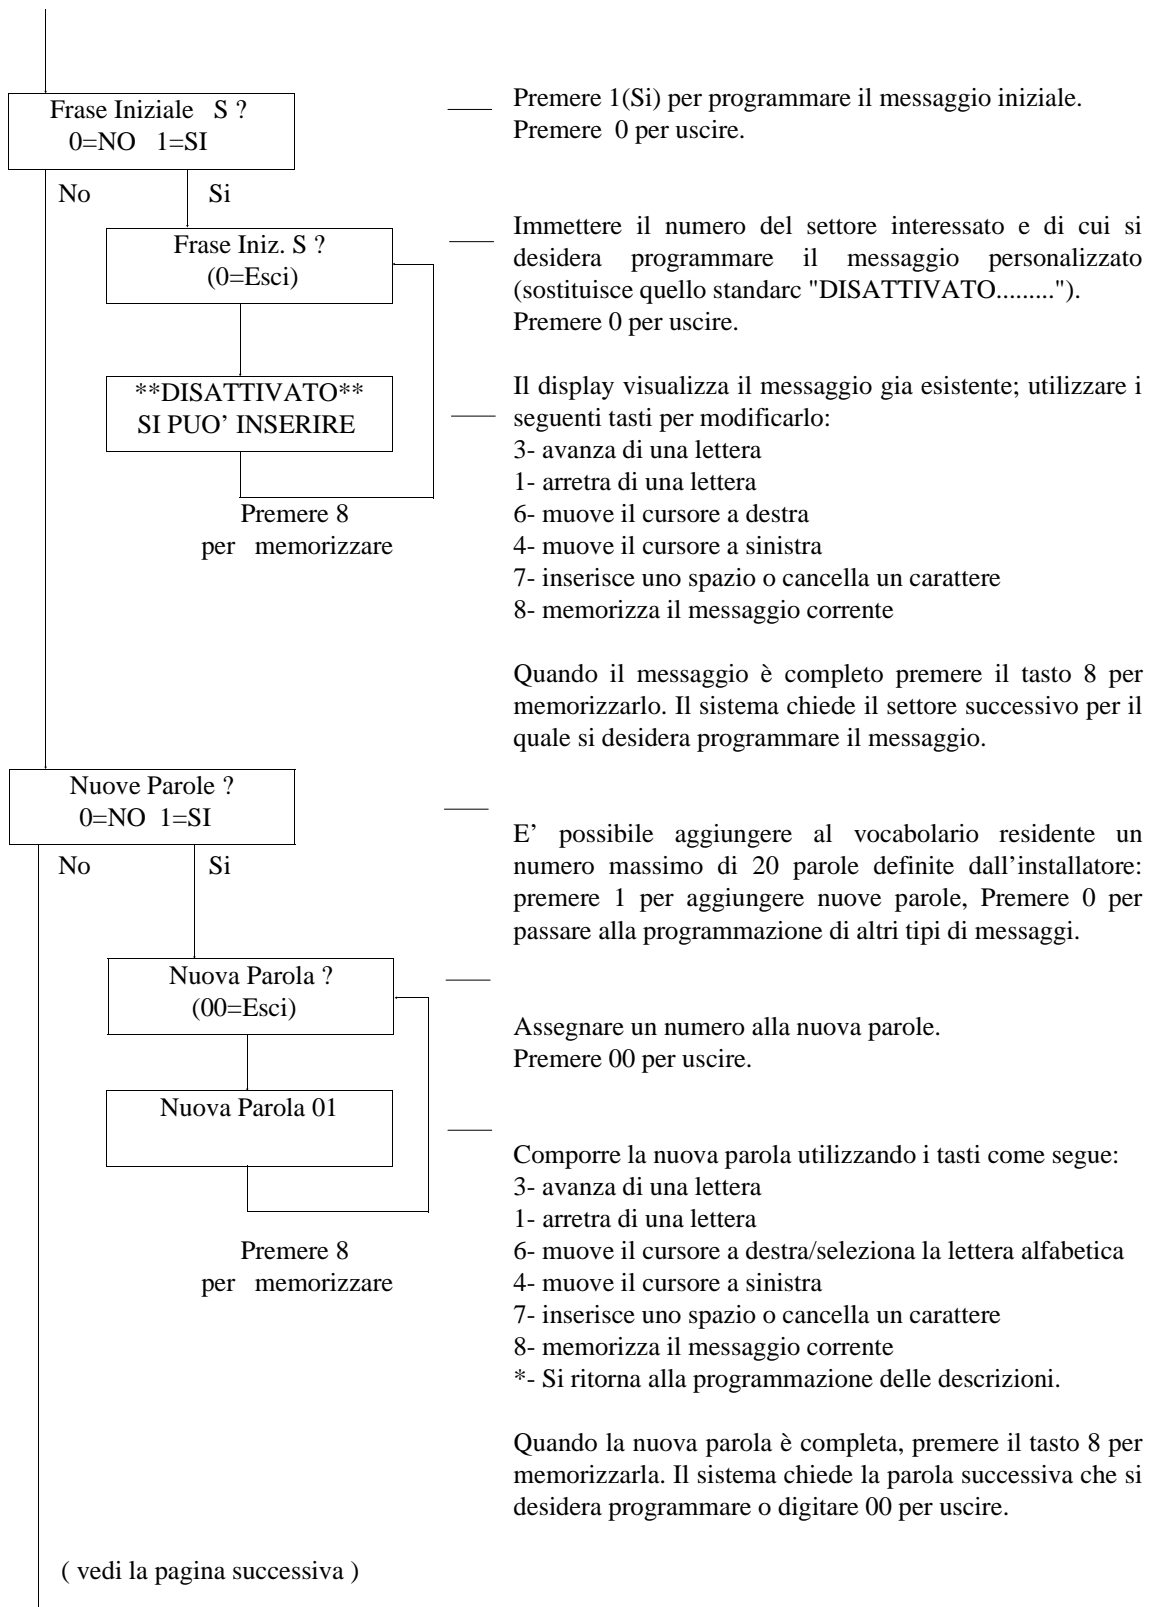 Frase Iniziale S ?
0=NO 1=SI
Premere 1(Si) per programmare il messaggio iniziale.
Premere 0 per uscire.
No Si
Frase Iniz. S ?
(0=Esci)
Immettere il numero del settore interessato e di cui si
desidera programmare il messaggio personalizzato
(sostituisce quello standarc "DISATTIVATO.........").
Premere 0 per uscire.
**DISATTIVATO**
SI PUO’ INSERIRE
Il display visualizza il messaggio gia esistente; utilizzare i
seguenti tasti per modificarlo:
3- avanza di una lettera
1- arretra di una lettera
6- muove il cursore a destra
4- muove il cursore a sinistra
7- inserisce uno spazio o cancella un carattere
8- memorizza il messaggio corrente
Premere 8
per memorizzare
Quando il messaggio è completo premere il tasto 8 per
memorizzarlo. Il sistema chiede il settore successivo per il
quale si desidera programmare il messaggio.
Nuove Parole ?
0=NO 1=SI
No Si
E’ possibile aggiungere al vocabolario residente un
numero massimo di 20 parole definite dall’installatore:
premere 1 per aggiungere nuove parole, Premere 0 per
passare alla programmazione di altri tipi di messaggi.
Nuova Parola ?
(00=Esci)
Assegnare un numero alla nuova parole.
Premere 00 per uscire.
Nuova Parola 01
Comporre la nuova parola utilizzando i tasti come segue:
3- avanza di una lettera
1- arretra di una lettera
6- muove il cursore a destra/seleziona la lettera alfabetica
4- muove il cursore a sinistra
7- inserisce uno spazio o cancella un carattere
8- memorizza il messaggio corrente
*- Si ritorna alla programmazione delle descrizioni.
Premere 8
per memorizzare
Quando la nuova parola è completa, premere il tasto 8 per
memorizzarla. Il sistema chiede la parola successiva che si
desidera programmare o digitare 00 per uscire.
( vedi la pagina successiva )